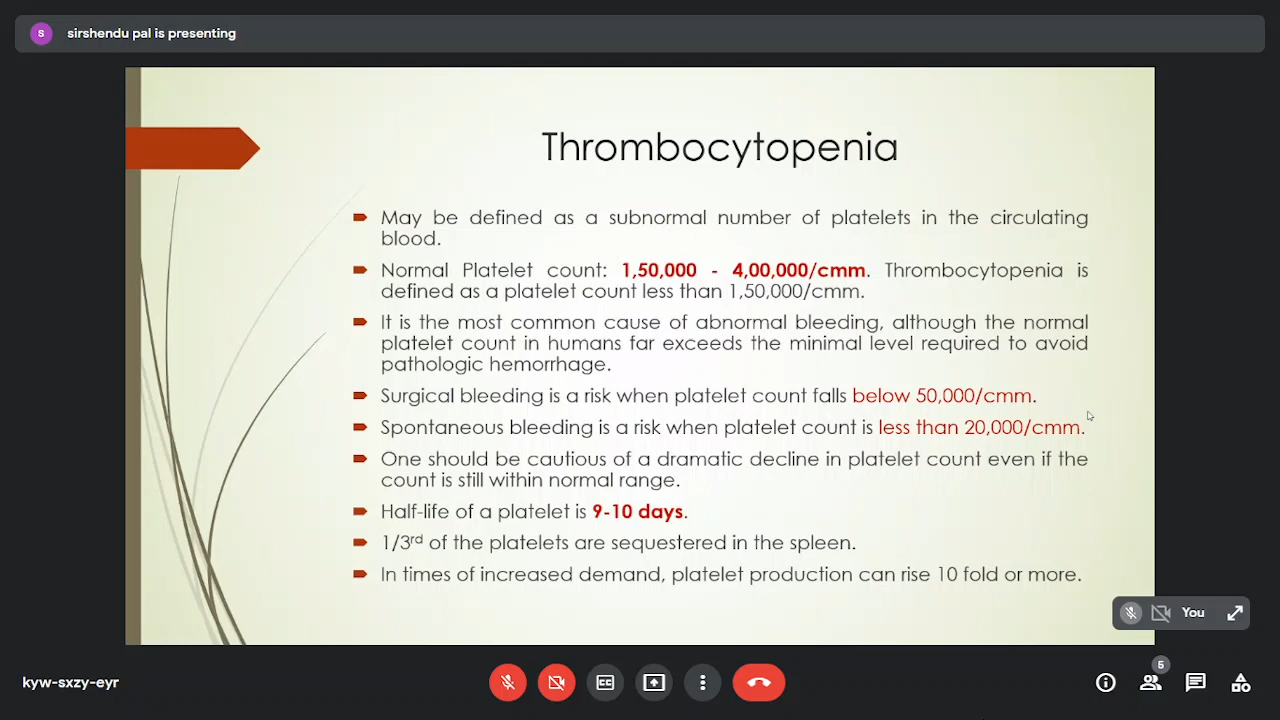 S
sirshendu pal is presenting
Thrombocytopenia
May be defined as a subnormal number of platelets in the circulating
blood.
Normal Platelet count: 1,50,000 - 4,00,000/cmm. Thrombocytopenia is
defined as a platelet count less than 1,50,000/cmm.
It is the most common cause of abnormal bleeding, although the normal
platelet count in humans far exceeds the minimal level required to avoid
pathologic hemorrhage.
Surgical bleeding is a risk when platelet count falls below 50,000/cmm.
Spontaneous bleeding is a risk when platelet count is less than 20,000/cmm.
One should be cautious of a dramatic decline in platelet count even if the
count is still within normal range.
Half-life of a platelet is 9-10 days.
1/3rd of the platelets are sequestered in the spleen.
In times of increased demand, platelet production can rise 10 fold or more.
You
kyw-sxzy-eyr
CC
5